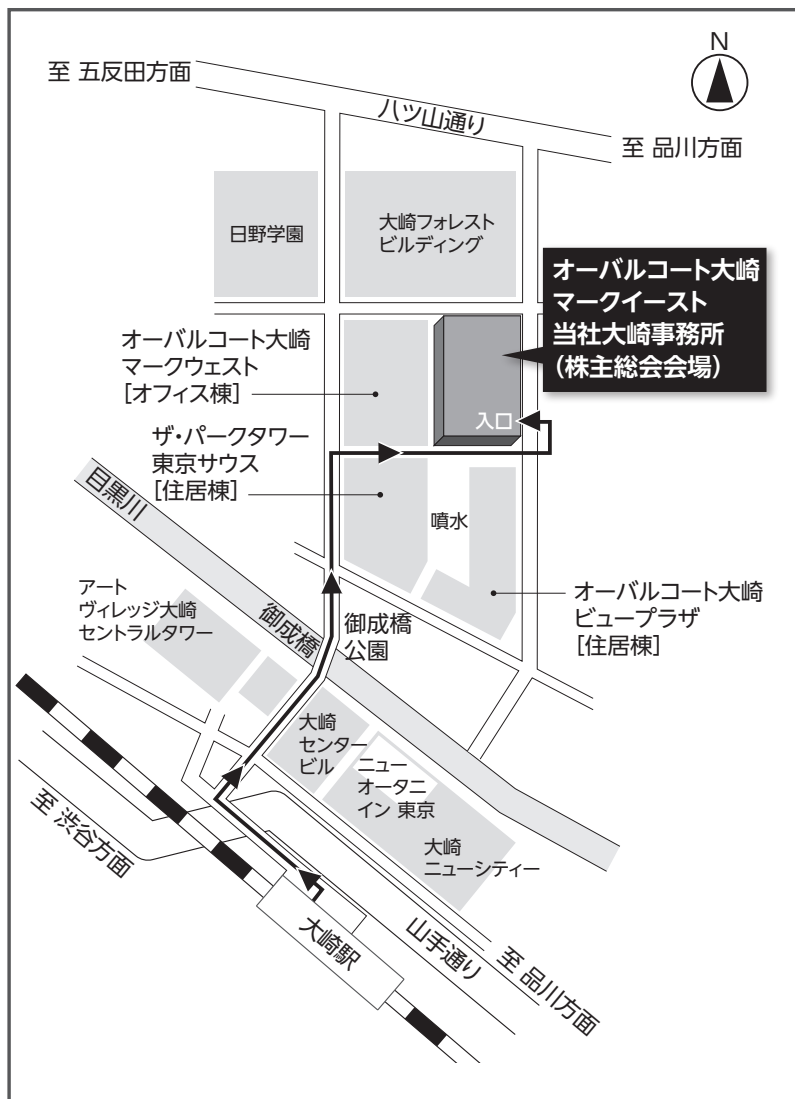 N
至 五反田方面
八ツ山通り
至 品川方面
日野学園
大崎フォレスト
ビルディング
オーバルコート大崎
マークイースト
当社大崎事務所
（株主総会会場）
オーバルコート大崎
マークウェスト
［オフィス棟］
入口
ザ・パークタワー
東京サウス
［住居棟］
目黒川
噴水
アート
ヴィレッジ大崎
セントラルタワー
御成橋
御成橋
公園
オーバルコート大崎
ビュープラザ
［住居棟］
大崎
センター
ビル
ニュー
オータニ
イン 東京
大崎
ニューシティー
至 渋谷方面
大崎駅
山手通り
至 品川方面